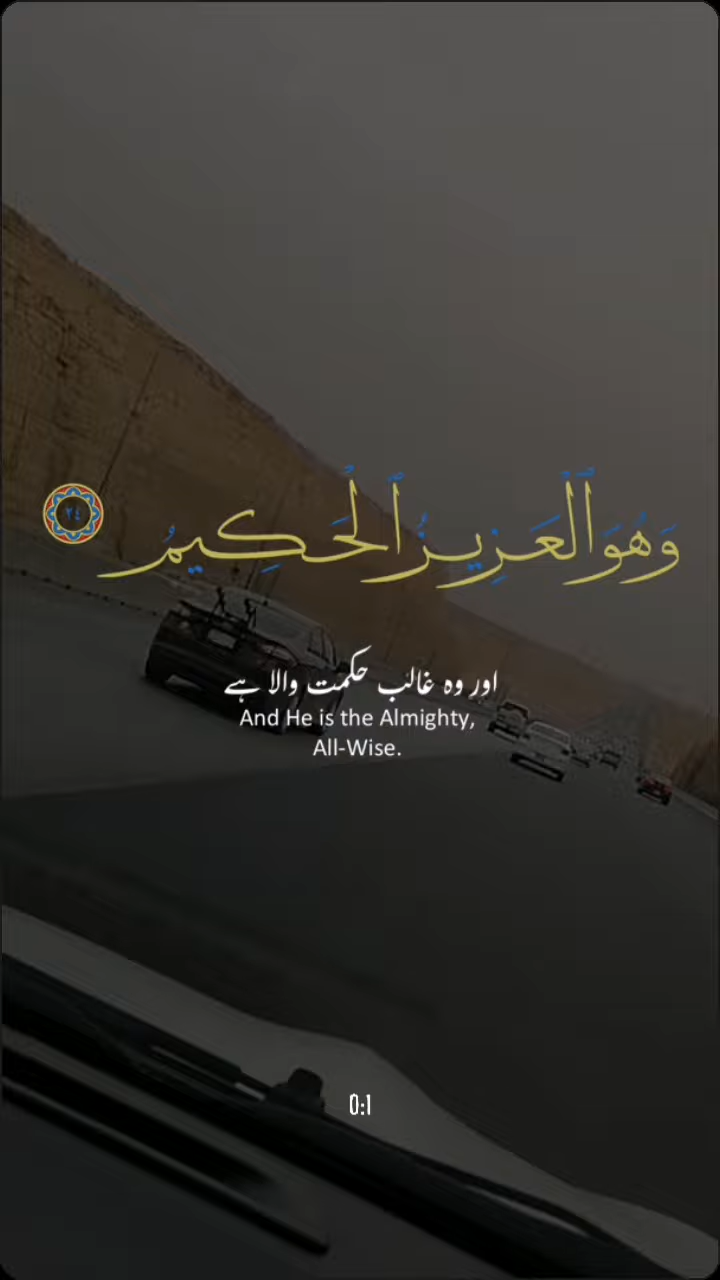 وَهُوَ ٱلْعَزِيزُ ٱلْحَكِيمُ ٢٤
اور وہ غالب حکمت والا ہے
And He is the Almighty,
All-Wise.
0:1